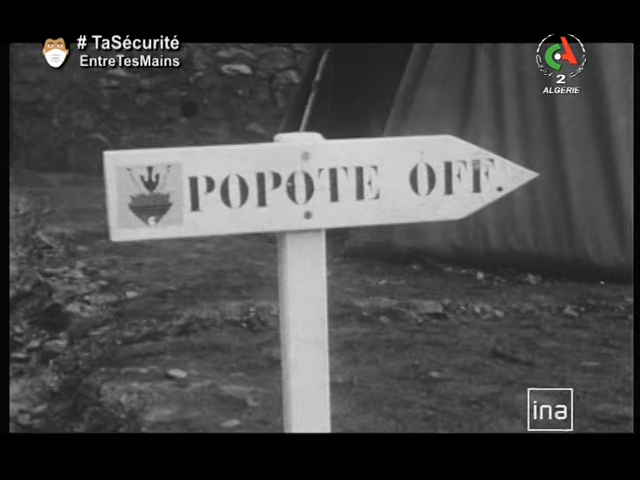 # TaSécurité
EntreTesMains
2
ALGERIE
POPOTE OFF.
ina